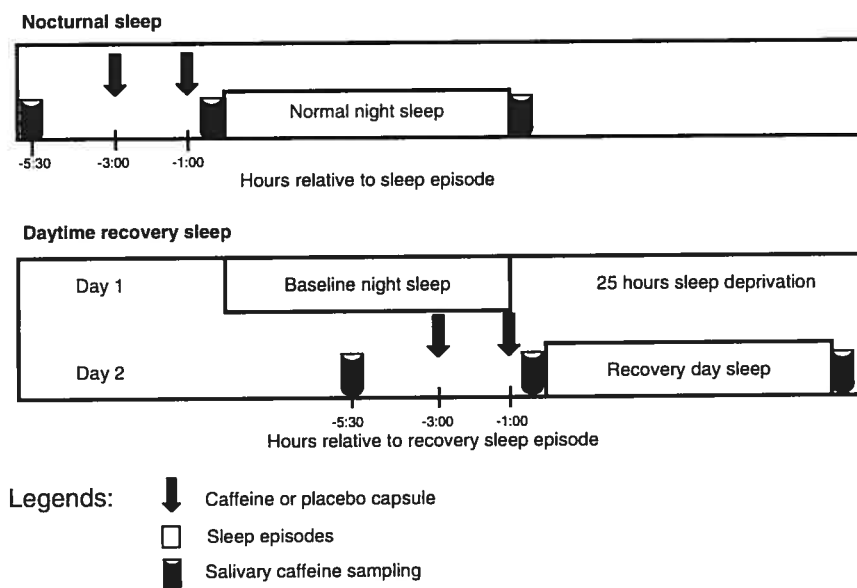 Nocturnal sleep
Normal night sleep
-5:30 -3:00 -1:00
Hours relative to sleep episode
Daytime recovery sleep
Day 1 Baseline night sleep 25 hours sleep deprivation
Day 2 Recovery day sleep
-5:30 -3:00 -1:00
Hours relative to recovery sleep episode
Legends: Caffeine or placebo capsule
Sleep episodes
Salivary caffeine sampling